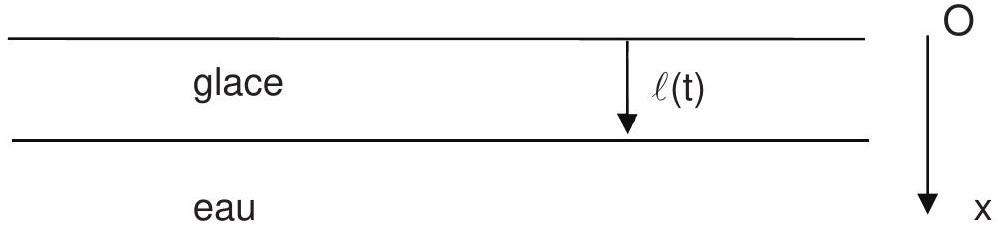 O
glace
ℓ(t)
eau
x